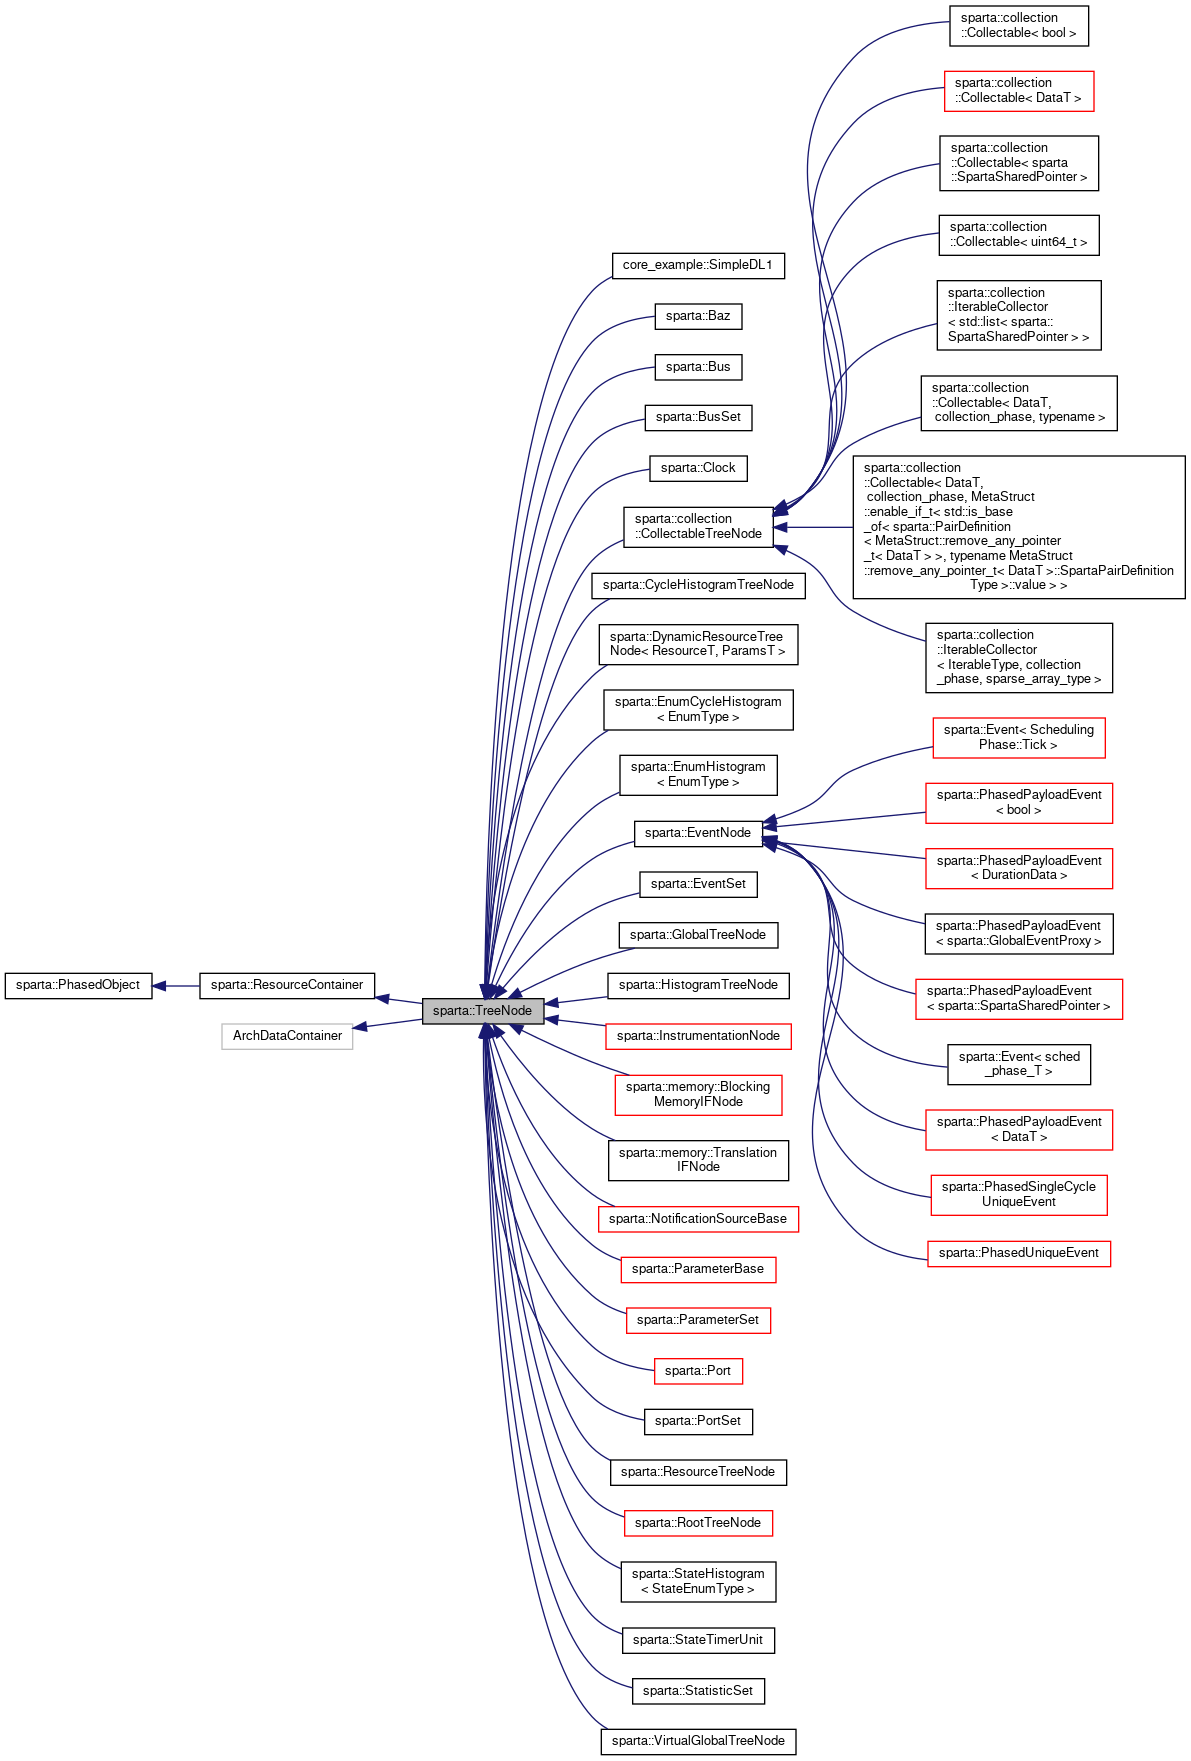 sparta::PhasedObject
sparta::ResourceContainer
ArchDataContainer
sparta::TreeNode
core_example::SimpleDL1
sparta::Baz
sparta::Bus
sparta::BusSet
sparta::Clock
sparta::collection
::CollectableTreeNode
sparta::CycleHistogramTreeNode
sparta::DynamicResourceTree
Node< ResourceT, ParamsT >
sparta::EnumCycleHistogram
< EnumType >
sparta::EnumHistogram
< EnumType >
sparta::EventNode
sparta::EventSet
sparta::GlobalTreeNode
sparta::HistogramTreeNode
sparta::InstrumentationNode
sparta::memory::Blocking
MemoryIFNode
sparta::memory::Translation
IFNode
sparta::NotificationSourceBase
sparta::ParameterBase
sparta::ParameterSet
sparta::Port
sparta::PortSet
sparta::ResourceTreeNode
sparta::RootTreeNode
sparta::StateHistogram
< StateEnumType >
sparta::StateTimerUnit
sparta::StatisticSet
sparta::VirtualGlobalTreeNode
sparta::collection
::Collectable< bool >
sparta::collection
::Collectable< DataT >
sparta::collection
::Collectable< sparta
::SpartaSharedPointer >
sparta::collection
::Collectable< uint64_t >
sparta::collection
::IterableCollector
< std::list< sparta::
SpartaSharedPointer > >
sparta::collection
::Collectable< DataT,
collection_phase, typename >
sparta::collection
::Collectable< DataT,
collection_phase, MetaStruct
::enable_if_t< std::is_base
_of< sparta::PairDefinition
< MetaStruct::remove_any_pointer
_t< DataT > >, typename MetaStruct
::remove_any_pointer_t< DataT >::SpartaPairDefinition
Type >::value > >
sparta::collection
::IterableCollector
< IterableType, collection
_phase, sparse_array_type >
sparta::Event< Scheduling
Phase::Tick >
sparta::PhasedPayloadEvent
< bool >
sparta::PhasedPayloadEvent
< DurationData >
sparta::PhasedPayloadEvent
< sparta::GlobalEventProxy >
sparta::PhasedPayloadEvent
< sparta::SpartaSharedPointer >
sparta::Event< sched
_phase_T >
sparta::PhasedPayloadEvent
< DataT >
sparta::PhasedSingleCycle
UniqueEvent
sparta::PhasedUniqueEvent